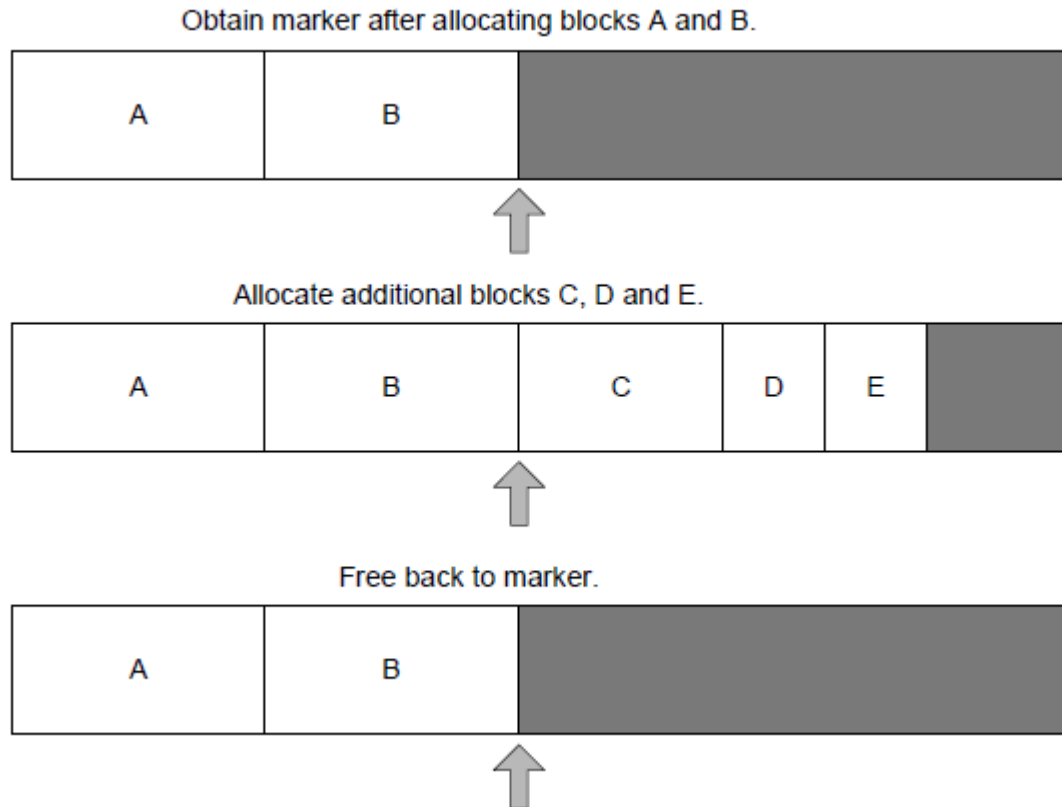 Obtain marker after allocating blocks A and B.
A B
Allocate additional blocks C, D and E.
A B C D E
Free back to marker.
A B